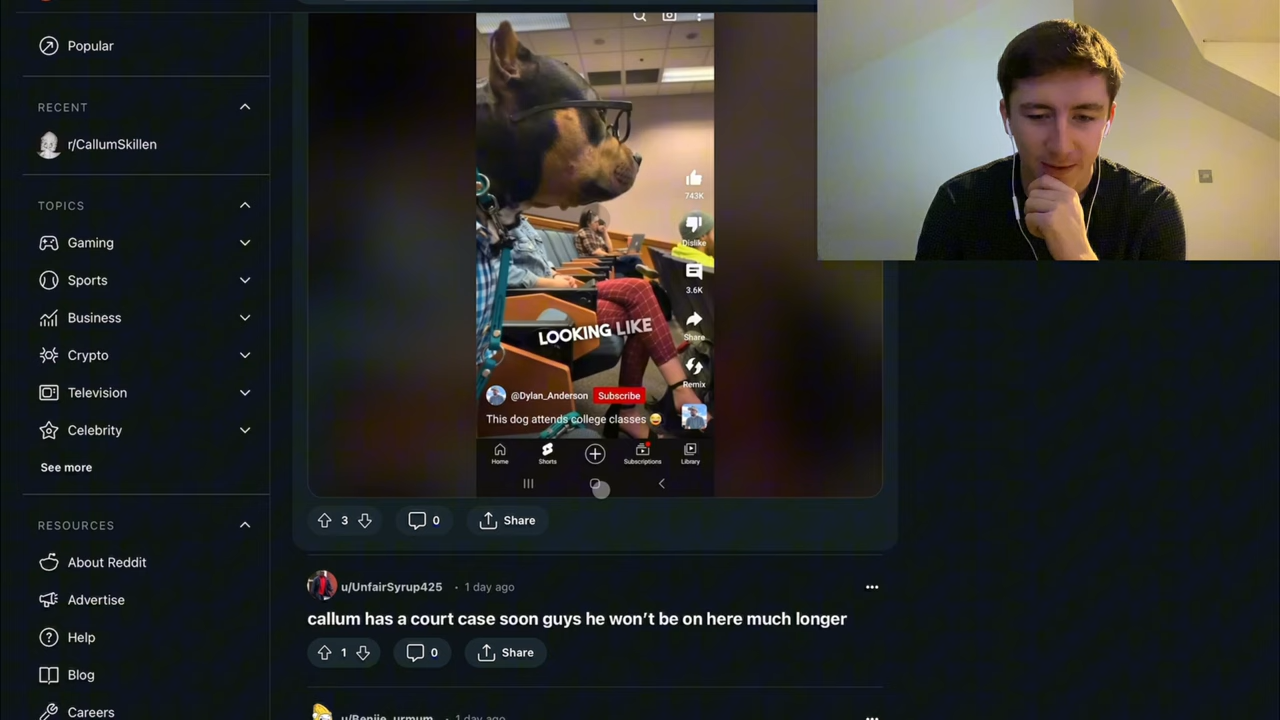 Popular
RECENT
r/CallumSkillen
TOPICS
Gaming
Sports
Business
Crypto
Television
Celebrity
See more
RESOURCES
About Reddit
Advertise
Help
Blog
Careers
743K
Dislike
3.6K
Share
Remix
LOOKING LIKE
@Dylan_Anderson Subscribe
This dog attends college classes 😂
Home Shorts Subscriptions Library
3 0 Share
u/UnfairSyrup425 • 1 day ago
callum has a court case soon guys he won't be on here much longer
1 0 Share
u/Benjie_urmum • 1 day ago